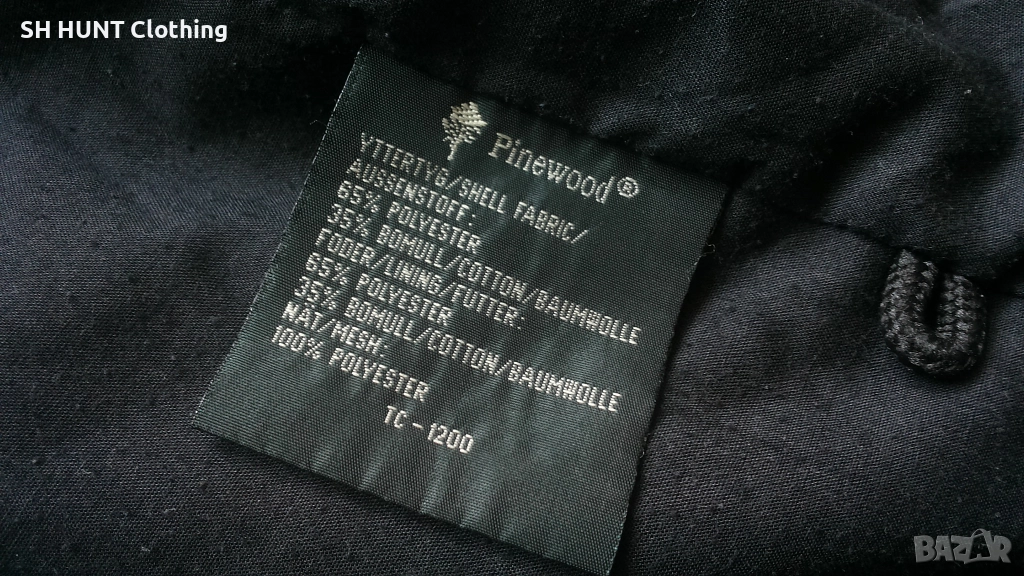 SH HUNT Clothing
Pinewood®
YTTERTYG/SHELL FABRIC/
AUSSENSTOFF:
65% POLYESTER
35% BOMULL/COTTON/BAUMWOLLE
FODER/LINING/FUTTER:
65% POLYESTER
35% BOMULL/COTTON/BAUMWOLLE
NÄT/MESH:
100% POLYESTER
TC-1200
BAZAR